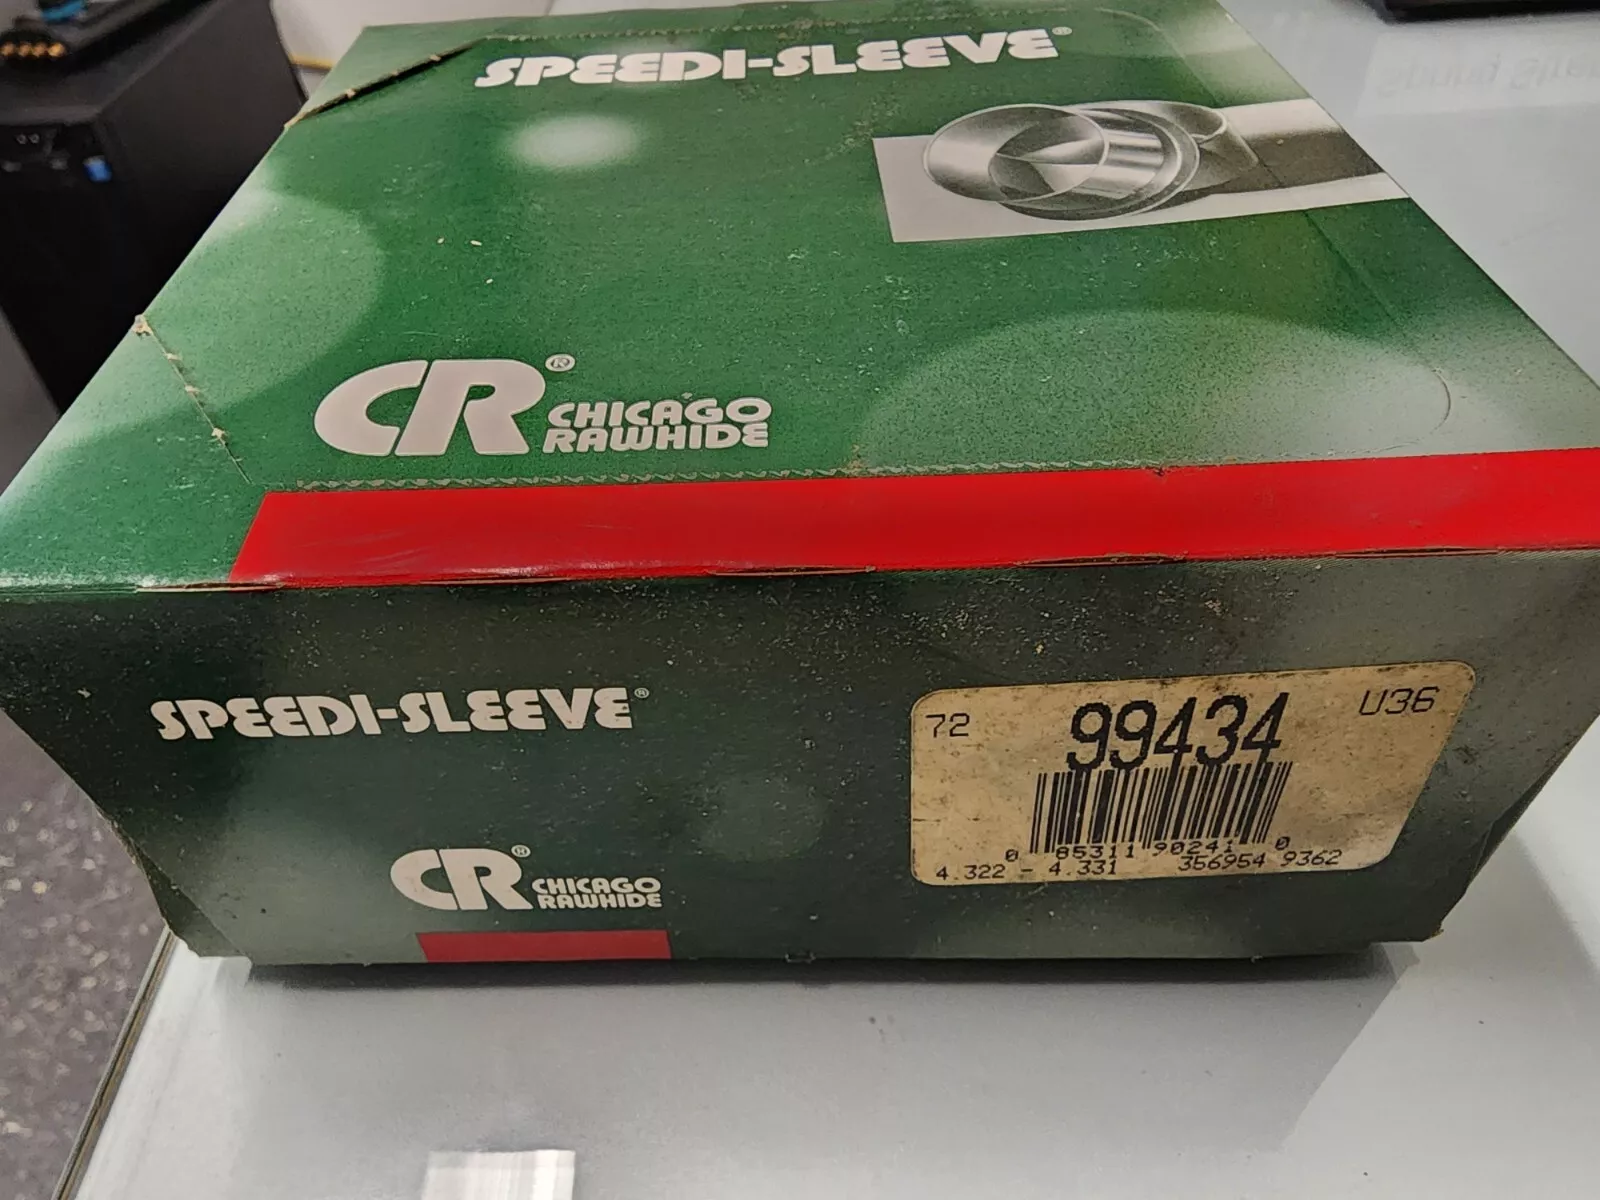 SPEEDI-SLEEVE®
CR® CHICAGO
RAWHIDE
SPEEDI-SLEEVE®
CR® CHICAGO
RAWHIDE
72 99434 U36
0 85311 90241 0
4.322 - 4.331 356954 9362